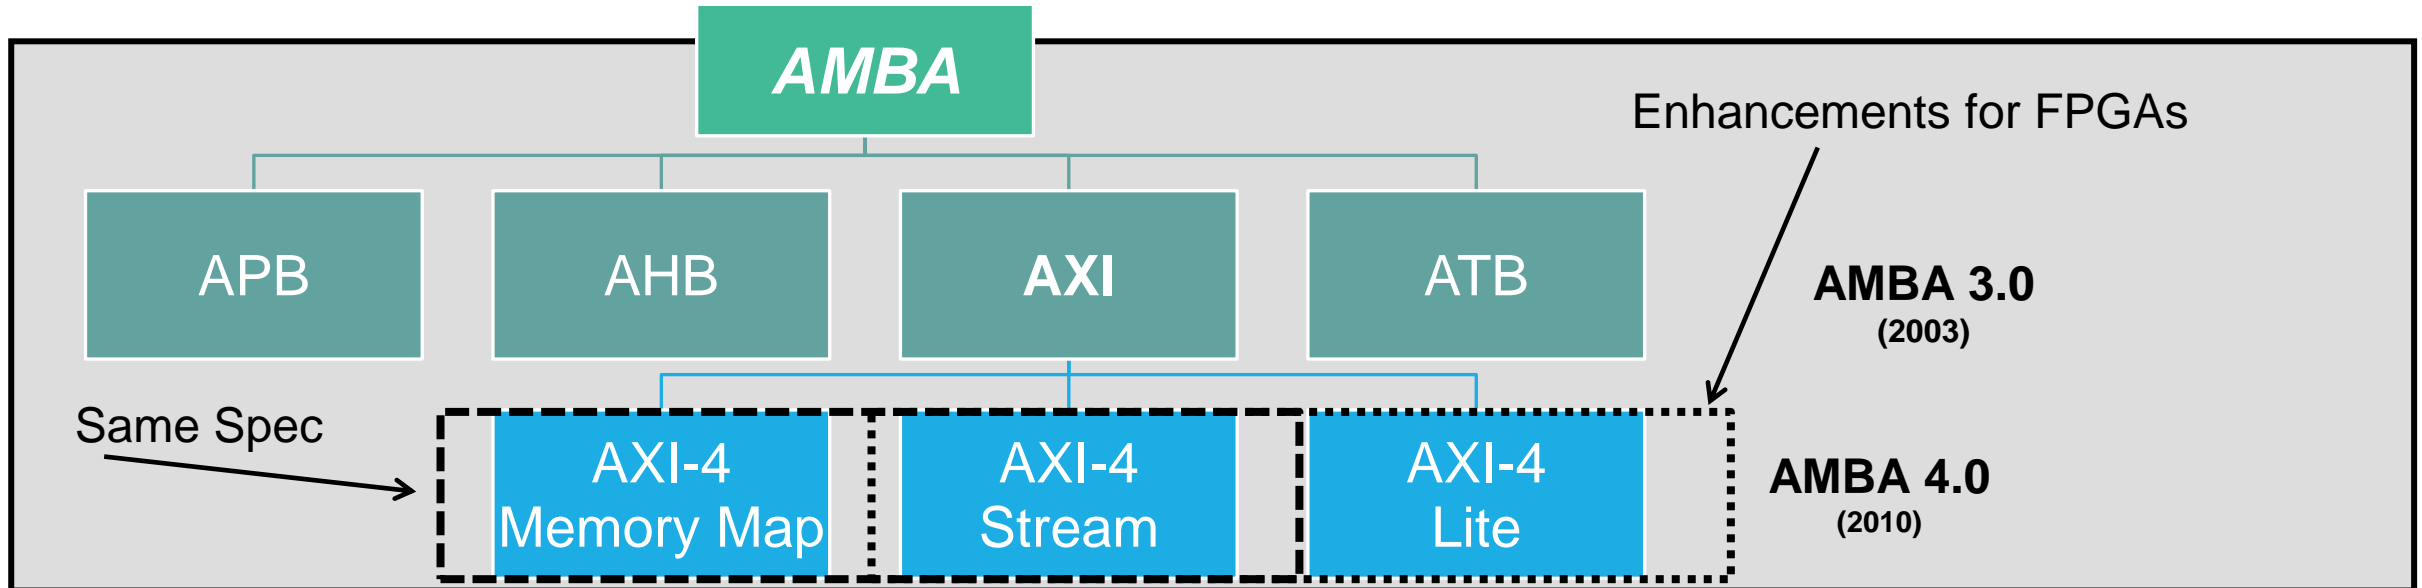 AMBA
Enhancements for FPGAs
APB
AHB
AXI
ATB
AMBA 3.0
(2003)
Same Spec
AXI-4
Memory Map
AXI-4
Stream
AXI-4
Lite
AMBA 4.0
(2010)